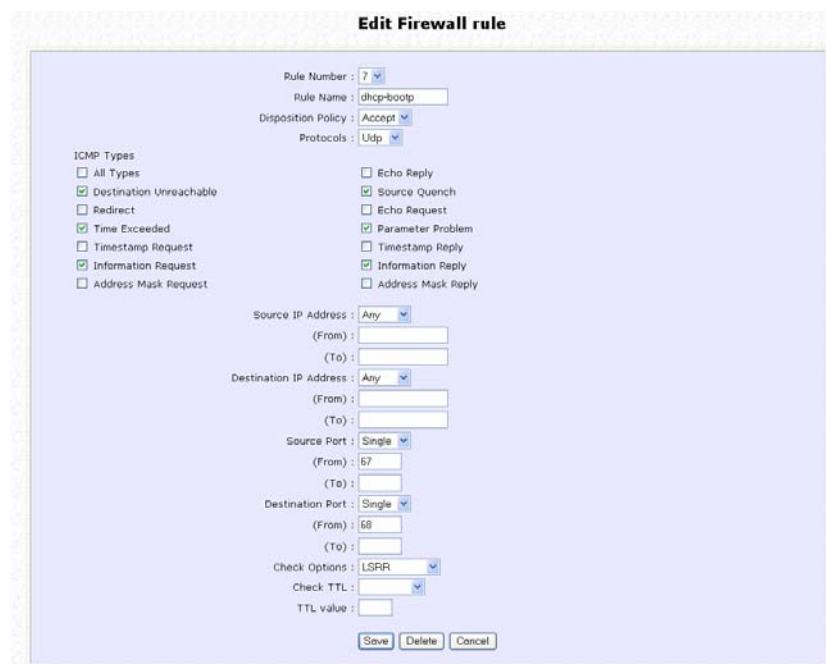 Edit Firewall rule
Rule Number : 7
Rule Name : dhcp-bootp
Disposition Policy : Accept
Protocols : Udp
ICMP Types
All Types Echo Reply
Destination Unreachable Source Quench
Redirect Echo Request
Time Exceeded Parameter Problem
Timestamp Request Timestamp Reply
Information Request Information Reply
Address Mask Request Address Mask Reply
Source IP Address : Any
(From) :
(To) :
Destination IP Address : Any
(From) :
(To) :
Source Port : Single
(From) : 67
(To) :
Destination Port : Single
(From) : 68
(To) :
Check Options : LSRR
Check TTL :
TTL value :
Save Delete Cancel